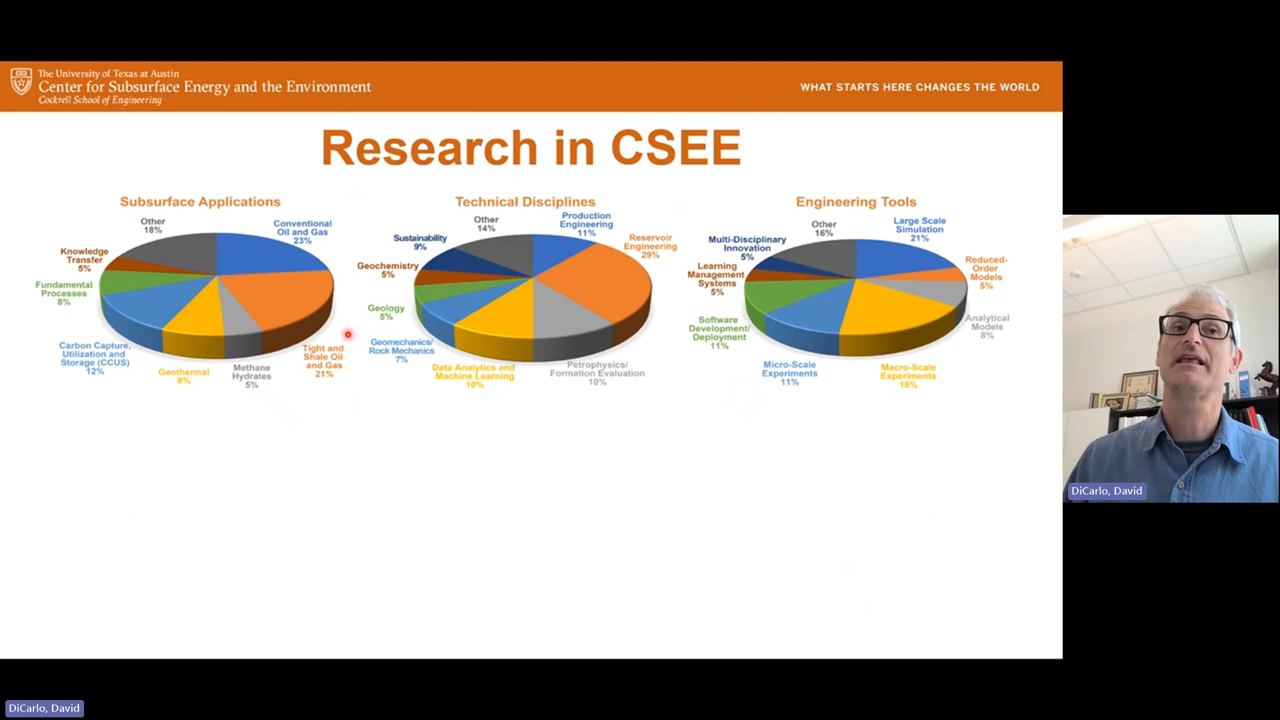 The University of Texas at Austin
Center for Subsurface Energy and the Environment
Cockrell School of Engineering
WHAT STARTS HERE CHANGES THE WORLD
Research in CSEE
Subsurface Applications
Other
18%
Conventional
Oil and Gas
23%
Knowledge
Transfer
5%
Fundamental
Processes
8%
Carbon Capture,
Utilization and
Storage (CCUS)
12%
Geothermal
8%
Methane
Hydrates
5%
Tight and
Shale Oil
and Gas
21%
Technical Disciplines
Other
14%
Production
Engineering
11%
Sustainability
9%
Reservoir
Engineering
29%
Geochemistry
5%
Geology
5%
Geomechanics/
Rock Mechanics
7%
Data Analytics and
Machine Learning
10%
Petrophysics/
Formation Evaluation
10%
Engineering Tools
Other
16%
Large Scale
Simulation
21%
Multi-Disciplinary
Innovation
5%
Reduced-
Order
Models
5%
Learning
Management
Systems
5%
Analytical
Models
8%
Software
Development/
Deployment
11%
Micro-Scale
Experiments
11%
Macro-Scale
Experiments
18%
DiCarlo, David
DiCarlo, David